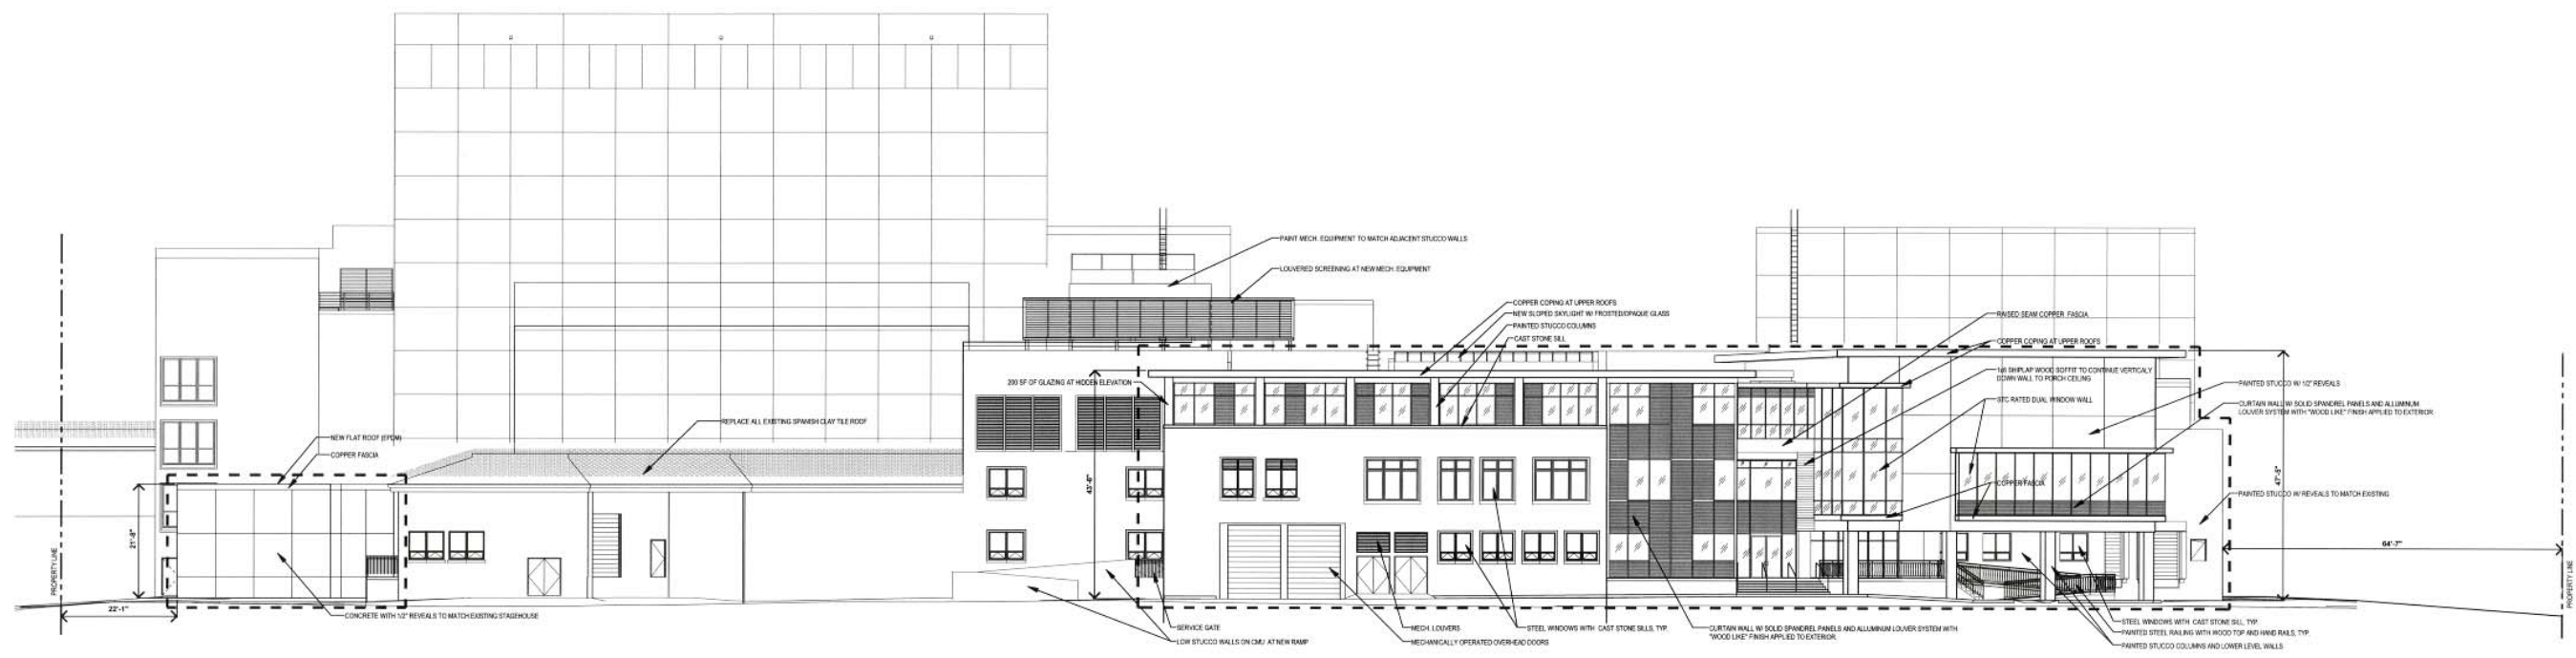 PAINT MECH. EQUIPMENT TO MATCH ADJACENT STUCCO WALLS
LOUVERED SCREENING AT NEW MECH. EQUIPMENT
COPPER COPING AT UPPER ROOFS
NEW SLOPED SKYLIGHT W/ FROSTED/OPAQUE GLASS
PAINTED STUCCO COLUMNS
CAST STONE SILL
RAISED SEAM COPPER FASCIA
COPPER COPING AT UPPER ROOFS
SHIPLAP WOOD SOFFIT TO CONTINUE VERTICALY
DOWN WALL TO PORCH CEILING
STC RATED DUAL WINDOW WALL
200 SF OF GLAZING AT HIDDEN ELEVATION
PAINTED STUCCO W/ 1/2" REVEALS
CURTAIN WALL W/ SOLID SPANDREL PANELS AND ALLUMINUM
LOUVER SYSTEM WITH "WOOD LIKE" FINISH APPLIED TO EXTERIOR
REPLACE ALL EXISTING SPANISH CLAY TILE ROOF
NEW FLAT ROOF (EPDM)
COPPER FASCIA
COPPER FASCIA
43'-6"
47'-5"
PAINTED STUCCO W/ REVEALS TO MATCH EXISTING
21'-8"
64'-7"
PROPERTY LINE
PROPERTY LINE
22'-1"
CONCRETE WITH 1/2" REVEALS TO MATCH EXISTING STAGEHOUSE
SERVICE GATE
LOW STUCCO WALLS ON CMU AT NEW RAMP
MECH. LOUVERS
MECHANICALLY OPERATED OVERHEAD DOORS
STEEL WINDOWS WITH CAST STONE SILLS, TYP.
CURTAIN WALL W/ SOLID SPANDREL PANELS AND ALLUMINUM LOUVER SYSTEM WITH
"WOOD LIKE" FINISH APPLIED TO EXTERIOR.
STEEL WINDOWS WITH CAST STONE SILL, TYP.
PAINTED STEEL RAILING WITH WOOD TOP AND HAND RAILS, TYP
PAINTED STUCCO COLUMNS AND LOWER LEVEL WALLS